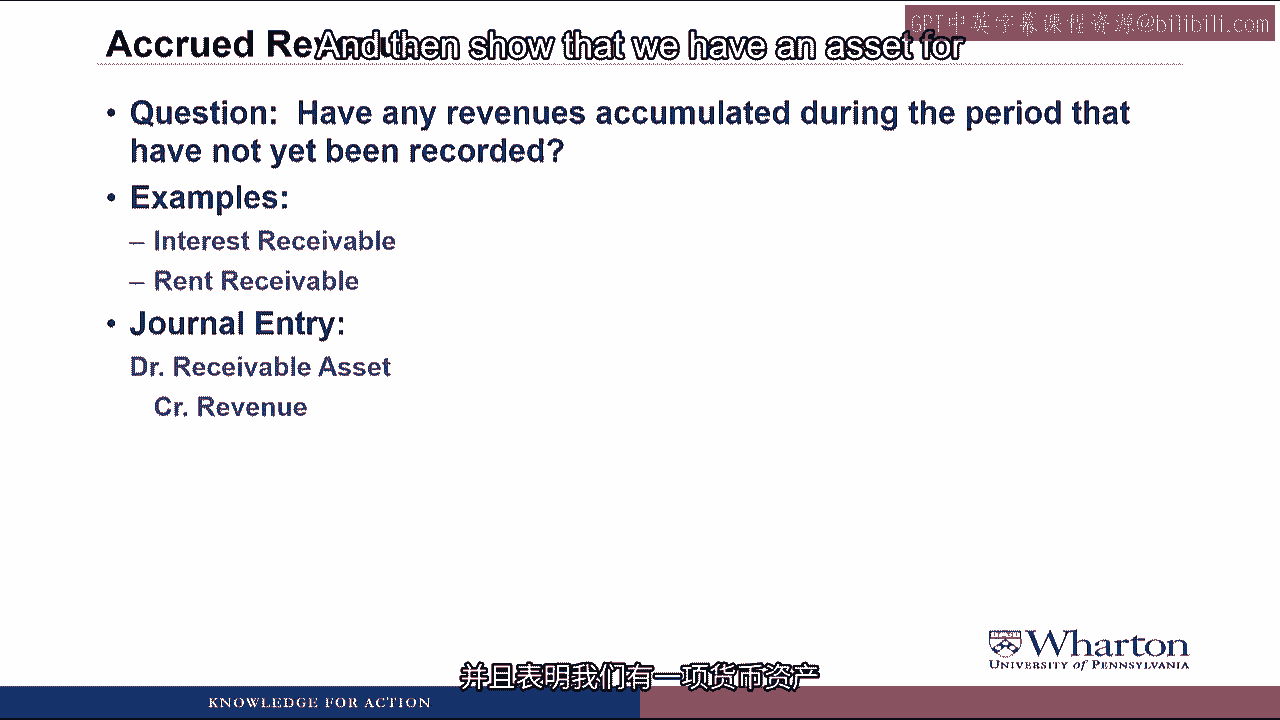 GPT中英字幕课程资源@bilibili.com
Accrued Re
And then show that we have an asset for
• Question: Have any revenues accumulated during the period that
have not yet been recorded?
• Examples:
– Interest Receivable
– Rent Receivable
• Journal Entry:
Dr. Receivable Asset
Cr. Revenue
Wharton
UNIVERSITY of PENNSYLVANIA
并且表明我们有一项货币资产
KNOWLEDGE FOR ACTION